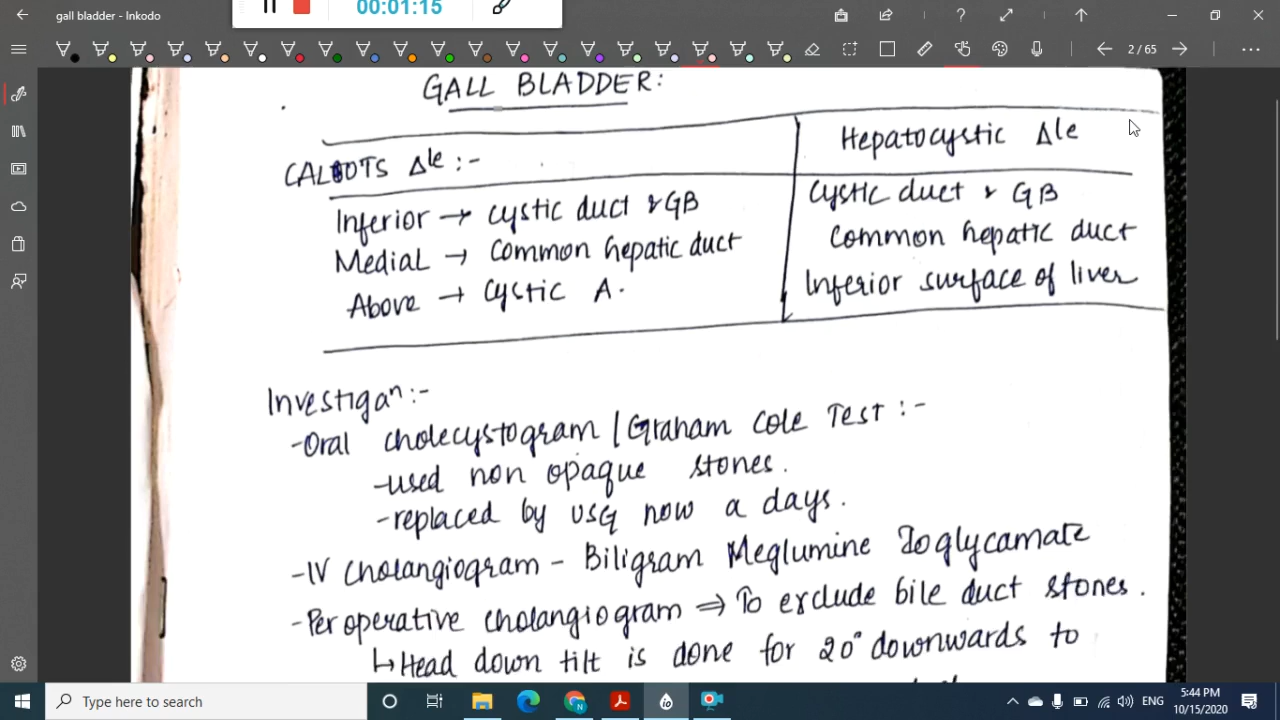 gall bladder - Inkodo
00:01:15
2/65
GALL BLADDER:
CALOTS Δle :-
Hepatocystic Δle
Inferior → cystic duct & GB
Cystic duct & GB
Medial → Common hepatic duct
Common hepatic duct
Above → Cystic A.
Inferior surface of liver
Investigaⁿ:-
-Oral cholecystogram / Graham Cole Test :-
-used non opaque stones.
-replaced by USG now a days.
-IV Cholangiogram - Biligram Meglumine Ioglycamate
-Per operative cholangiogram ⇒ To exclude bile duct stones.
↳ Head down tilt is done for 20° downwards to
Type here to search
ENG
5:44 PM
10/15/2020